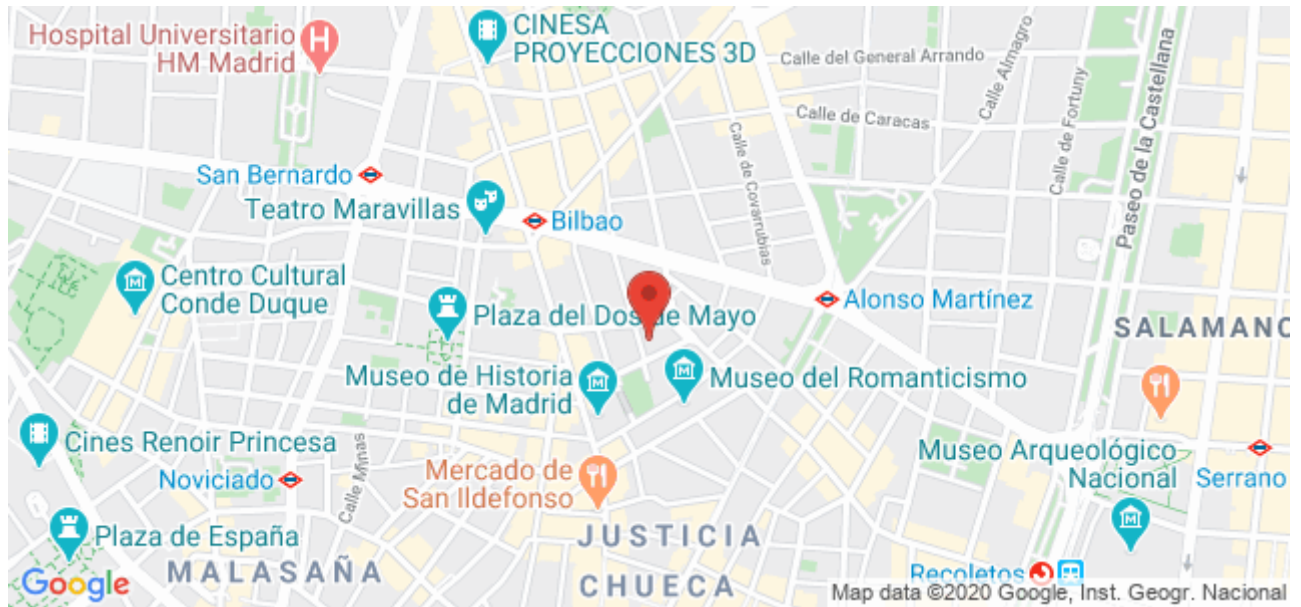 CINESA
PROYECCIONES 3D
Hospital Universitario
HM Madrid
H
Calle del General Arrando
Calle Almagro
Calle de Fortuny
Paseo de la Castellana
Calle de Caracas
Calle de Covarrubias
San Bernardo
Teatro Maravillas
Bilbao
Centro Cultural
Conde Duque
M
Alonso Martínez
Plaza del Dos de Mayo
SALAMANC
Museo de Historia
de Madrid
M
M
Museo del Romanticismo
Cines Renoir Princesa
Noviciado
Calle Minas
Mercado de
San Ildefonso
Museo Arqueológico
Nacional
M
Serrano
Plaza de España
JUSTICIA
MALASAÑA
CHUECA
Recoletos
Google
Map data ©2020 Google, Inst. Geogr. Nacional